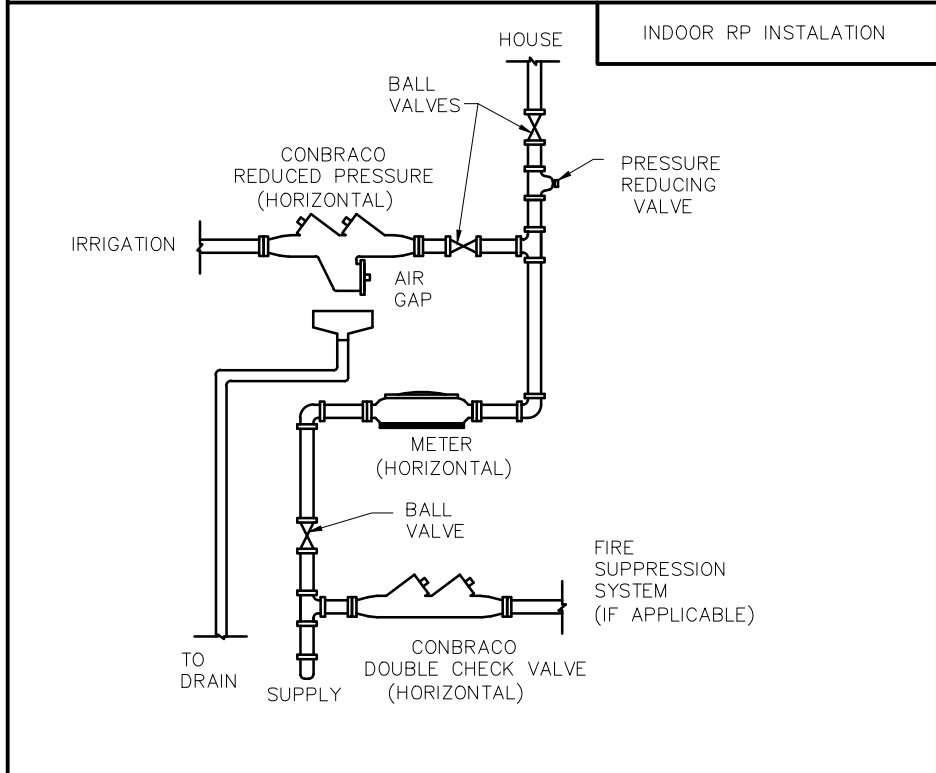 INDOOR RP INSTALATION
HOUSE
BALL
VALVES
CONBRACO
REDUCED PRESSURE
(HORIZONTAL)
PRESSURE
REDUCING
VALVE
IRRIGATION
AIR
GAP
METER
(HORIZONTAL)
BALL
VALVE
FIRE
SUPPRESSION
SYSTEM
(IF APPLICABLE)
CONBRACO
DOUBLE CHECK VALVE
(HORIZONTAL)
TO
DRAIN
SUPPLY